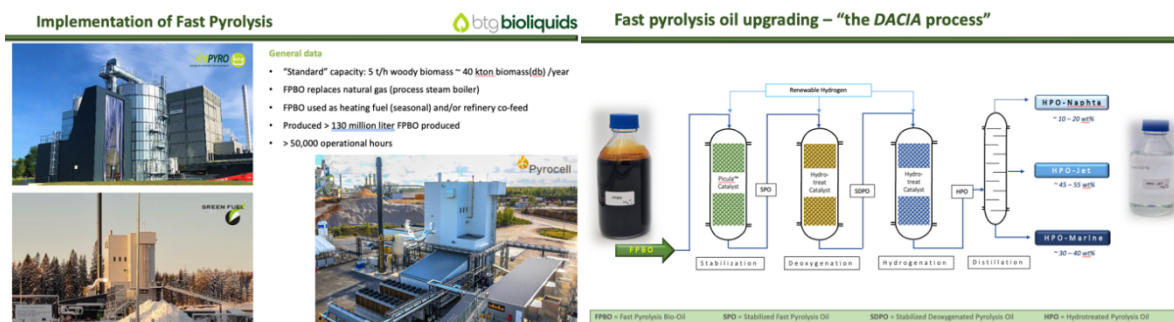 Implementation of Fast Pyrolysis
btg bioliquids
EMPYRO
General data
• "Standard" capacity: 5 t/h woody biomass ~ 40 kton biomass(db) /year
• FPBO replaces natural gas (process steam boiler)
• FPBO used as heating fuel (seasonal) and/or refinery co-feed
• Produced > 130 million liter FPBO produced
• > 50,000 operational hours
GREEN FUEL
Pyrocell
Fast pyrolysis oil upgrading – "the DACIA process"
Renewable Hydrogen
Picula™
Catalyst
SPO
Hydro-
treat
Catalyst
SDPO
Hydro-
treat
Catalyst
HPO
HPO-Naphta
~ 10 – 20 wt%
HPO-Jet
~ 45 – 55 wt%
HPO-Marine
~ 30 – 40 wt%
FPBO
Stabilization
Deoxygenation
Hydrogenation
Distillation
FPBO = Fast Pyrolysis Bio-Oil
SPO = Stabilized Fast Pyrolysis Oil
SDPO = Stabilized Deoxygenated Pyrolysis Oil
HPO = Hydrotreated Pyrolysis Oil